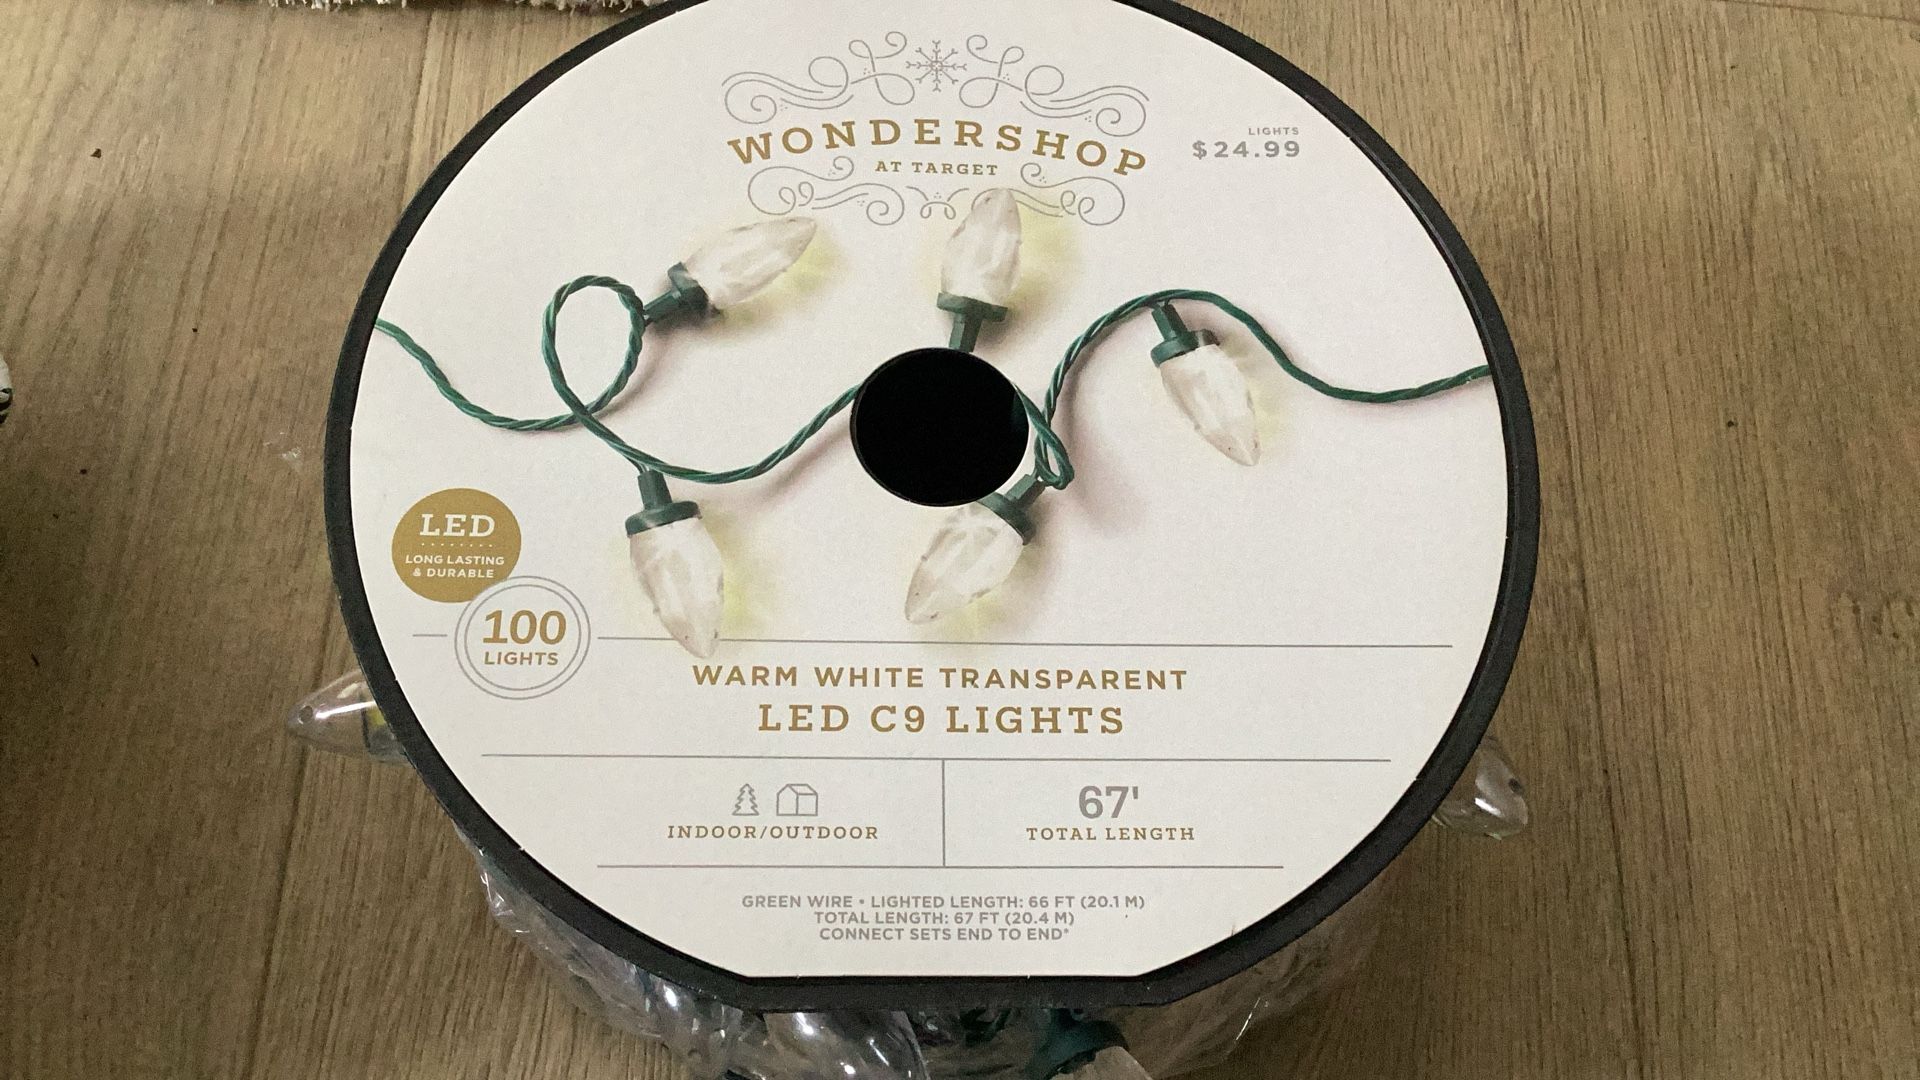 WONDERSHOP
AT TARGET
LIGHTS
$24.99
LED
LONG LASTING
& DURABLE
100
LIGHTS
WARM WHITE TRANSPARENT
LED C9 LIGHTS
INDOOR/OUTDOOR
67'
TOTAL LENGTH
GREEN WIRE • LIGHTED LENGTH: 66 FT (20.1 M)
TOTAL LENGTH: 67 FT (20.4 M)
CONNECT SETS END TO END*